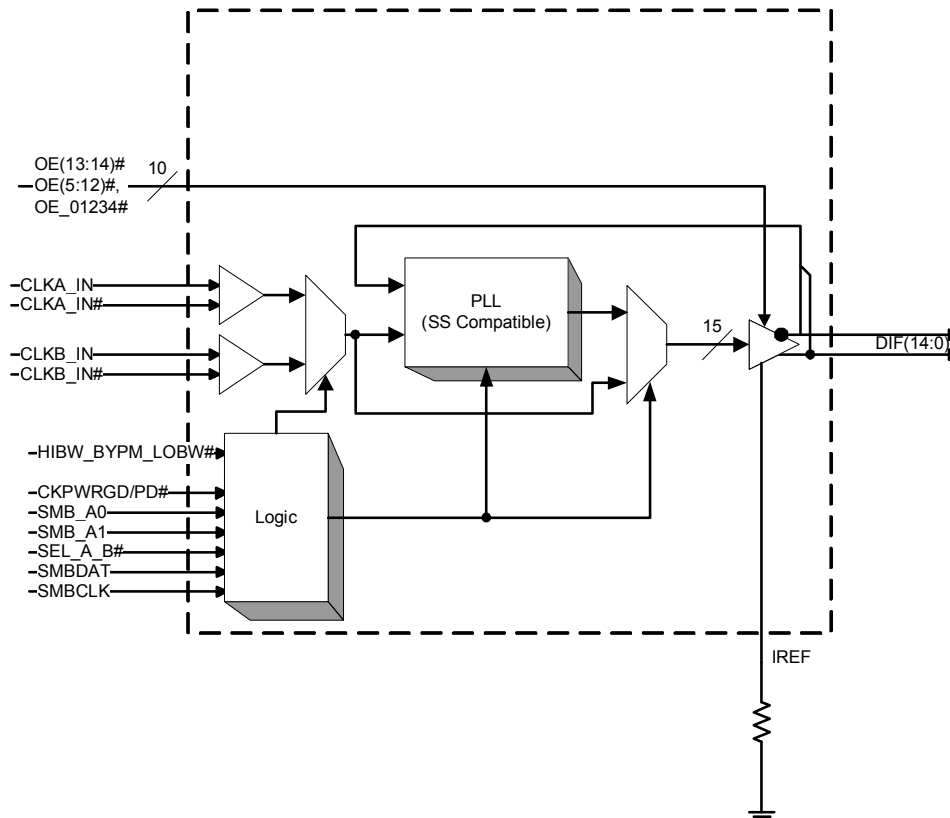 OE(13:14)#
OE(5:12)#,
OE_01234#
10
CLKA_IN
CLKA_IN#
CLKB_IN
CLKB_IN#
PLL
(SS Compatible)
15
DIF(14:0)
HIBW_BYPM_LOBW#
CKPWRGD/PD#
SMB_A0
SMB_A1
SEL_A_B#
SMBDAT
SMBCLK
Logic
IREF